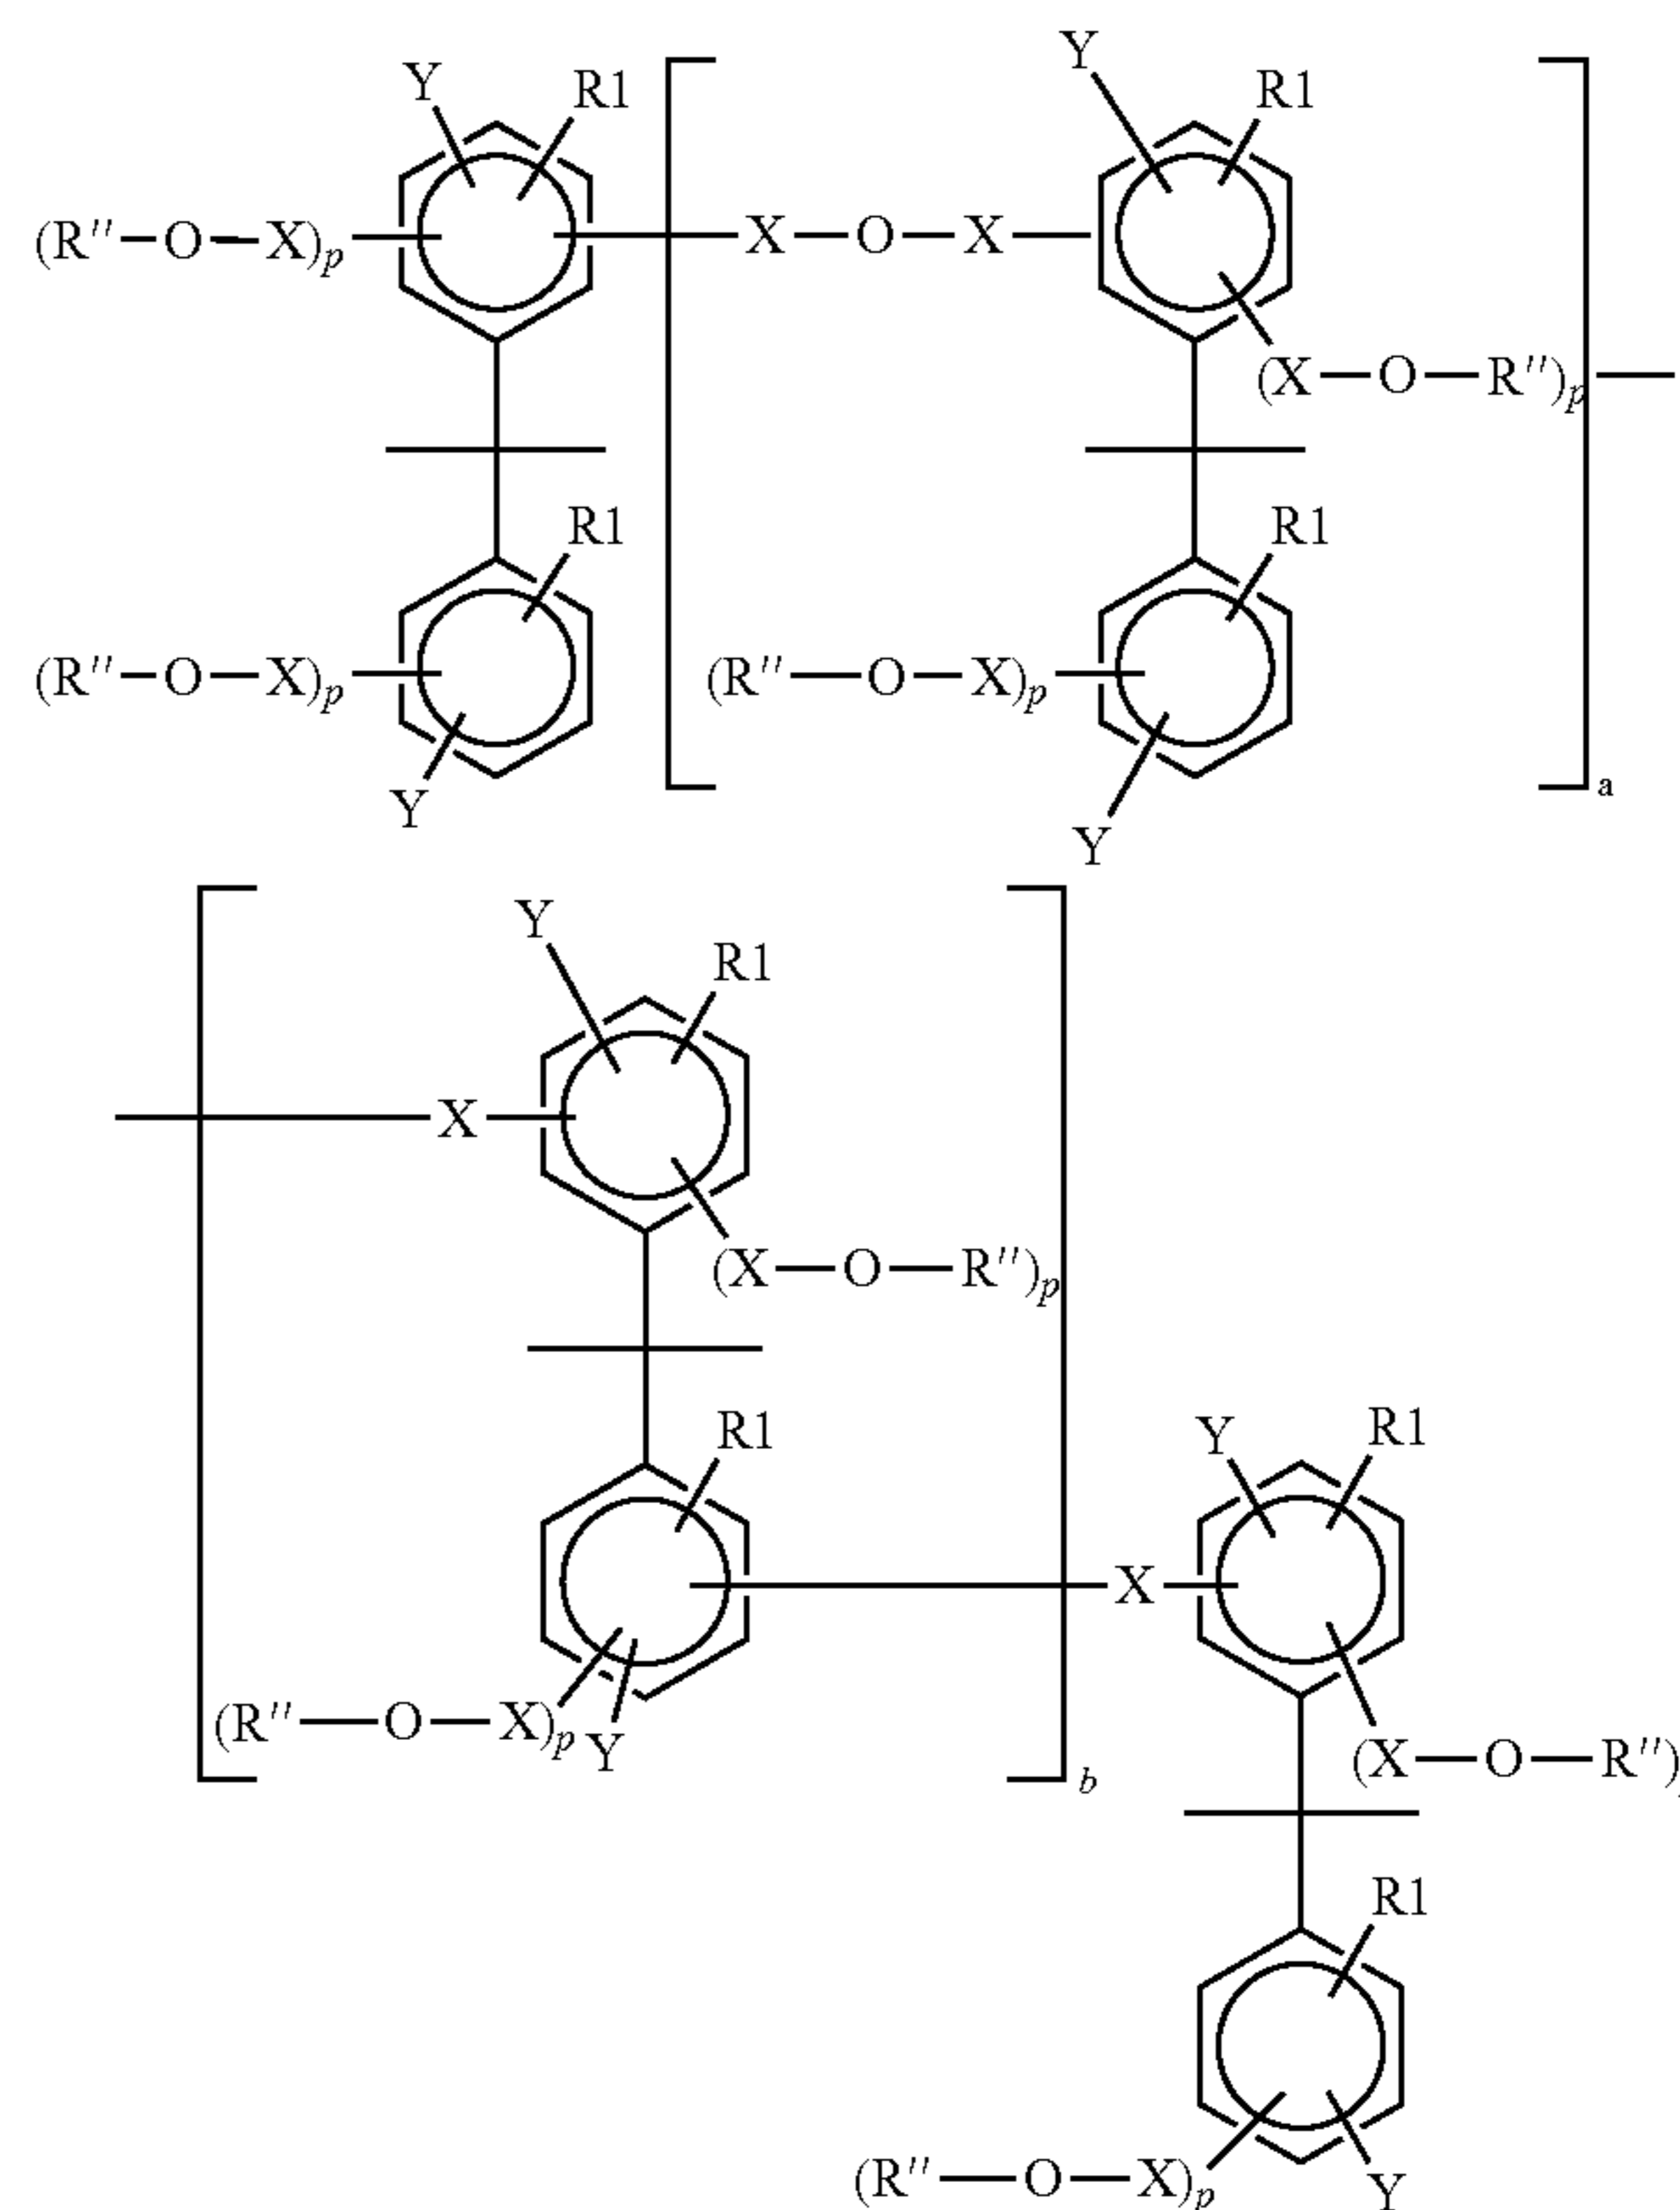 Y R1 Y R1
(R″—O—X)p X—O—X
(X—O—R″)p
R1 R1
(R″—O—X)p (R″—O—X)p
Y a
Y
Y R1
X
(X—O—R″)p
R1 Y R1
X
(R″—O—X)p Y (X—O—R″)
b
R1
(R″—O—X)p Y